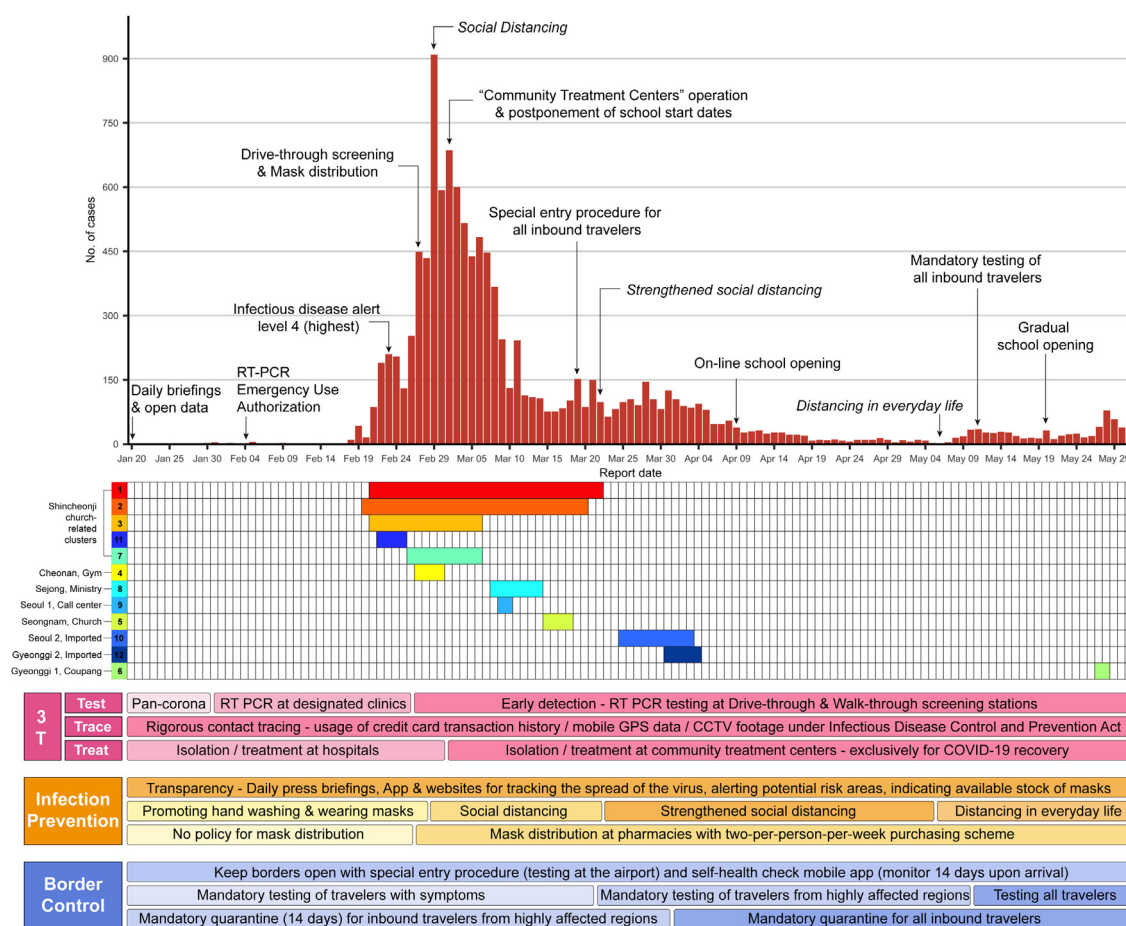 Social Distancing
900
"Community Treatment Centers" operation
& postponement of school start dates
750
Drive-through screening
& Mask distribution
600
Special entry procedure for
all inbound travelers
No. of cases
450
Mandatory testing of
all inbound travelers
Strengthened social distancing
Infectious disease alert
level 4 (highest)
300
Gradual
school opening
On-line school opening
RT-PCR
Emergency Use
Authorization
Daily briefings
& open data
150
Distancing in everyday life
0
Jan 20 Jan 25 Jan 30 Feb 04 Feb 09 Feb 14 Feb 19 Feb 24 Feb 29 Mar 05 Mar 10 Mar 15 Mar 20 Mar 25 Mar 30 Apr 04 Apr 09 Apr 14 Apr 19 Apr 24 Apr 29 May 04 May 09 May 14 May 19 May 24 May 29
Report date
Shincheonji
church-
related
clusters
1
2
3
11
7
Cheonan, Gym 4
Sejong, Ministry 8
Seoul 1, Call center 9
Seongnam, Church 5
Seoul 2, Imported 10
Gyeonggi 2, Imported 12
Gyeonggi 1, Coupang 6
3
T
Test Pan-corona RT PCR at designated clinics Early detection - RT PCR testing at Drive-through & Walk-through screening stations
Trace Rigorous contact tracing - usage of credit card transaction history / mobile GPS data / CCTV footage under Infectious Disease Control and Prevention Act
Treat Isolation / treatment at hospitals Isolation / treatment at community treatment centers - exclusively for COVID-19 recovery
Infection
Prevention
Transparency - Daily press briefings, App & websites for tracking the spread of the virus, alerting potential risk areas, indicating available stock of masks
Promoting hand washing & wearing masks Social distancing Strengthened social distancing Distancing in everyday life
No policy for mask distribution Mask distribution at pharmacies with two-per-person-per-week purchasing scheme
Border
Control
Keep borders open with special entry procedure (testing at the airport) and self-health check mobile app (monitor 14 days upon arrival)
Mandatory testing of travelers with symptoms Mandatory testing of travelers from highly affected regions Testing all travelers
Mandatory quarantine (14 days) for inbound travelers from highly affected regions Mandatory quarantine for all inbound travelers